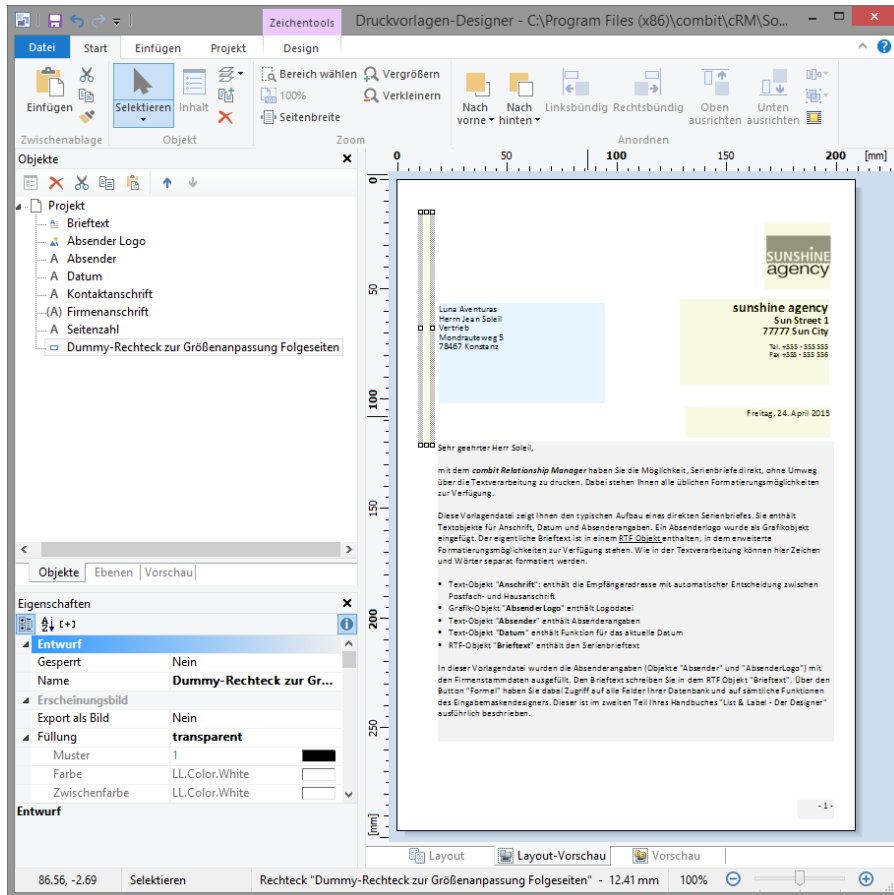 Zeichentools
Druckvorlagen-Designer - C:\Program Files (x86)\combit\cRM\So...
Datei Start Einfügen Projekt Design
Einfügen
Selektieren
Inhalt
Bereich wählen
100%
Seitenbreite
Vergrößern
Verkleinern
Nach vorne
Nach hinten
Linksbündig
Rechtsbündig
Oben ausrichten
Unten ausrichten
Zwischenablage Objekt Zoom Anordnen
Objekte
Projekt
Brieftext
Absender Logo
A Absender
A Datum
A Kontaktanschrift
(A) Firmenanschrift
A Seitenzahl
Dummy-Rechteck zur Größenanpassung Folgeseiten
Objekte Ebenen Vorschau
Eigenschaften
Entwurf
Gesperrt Nein
Name Dummy-Rechteck zur Gr...
Erscheinungsbild
Export als Bild Nein
Füllung transparent
Muster 1
Farbe LL.Color.White
Zwischenfarbe LL.Color.White
Entwurf
0 50 100 150 200 [mm]
0
50
100
150
200
250
[mm]
SUNSHINE
agency
Luna Aventuras
Herrn Jean Soleil
Vertrieb
Mondrauteweg 5
78467 Konstanz
sunshine agency
Sun Street 1
77777 Sun City
Tel. +555 - 555 555
Fax +555 - 555 556
Freitag, 24. April 2015
Sehr geehrter Herr Soleil,
mit dem combit Relationship Manager haben Sie die Möglichkeit, Serienbriefe direkt, ohne Umweg
über die Textverarbeitung zu drucken. Dabei stehen Ihnen alle üblichen Formatierungsmöglichkeiten
zur Verfügung.
Diese Vorlagendatei zeigt Ihnen den typischen Aufbau eines direkten Serienbriefes. Sie enthält
Textobjekte für Anschrift, Datum und Absenderangaben. Ein Absenderlogo wurde als Grafikobjekt
eingefügt. Der eigentliche Brieftext ist in einem RTF Objekt enthalten, in dem erweiterte
Formatierungsmöglichkeiten zur Verfügung stehen. Wie in der Textverarbeitung können hier Zeichen
und Wörter separat formatiert werden.
• Text-Objekt "Anschrift": enthält die Empfängeradresse mit automatischer Entscheidung zwischen
Postfach- und Hausanschrift
• Grafik-Objekt "AbsenderLogo" enthält Logodatei
• Text-Objekt "Absender" enthält Absenderangaben
• Text-Objekt "Datum" enthält Funktion für das aktuelle Datum
• RTF-Objekt "Brieftext" enthält den Serienbrieftext
In dieser Vorlagendatei wurden die Absenderangaben (Objekte "Absender" und "AbsenderLogo") mit
den Firmenstammdaten ausgefüllt. Den Brieftext schreiben Sie in dem RTF Objekt "Brieftext". Über den
Button "Formel" haben Sie dabei Zugriff auf alle Felder Ihrer Datenbank und auf sämtliche Funktionen
des Eingabemaskendesigners. Dieser ist im zweiten Teil Ihres Handbuches "List & Label - Der Designer"
ausführlich beschrieben.
- 1 -
Layout Layout-Vorschau Vorschau
86.56, -2.69 Selektieren Rechteck "Dummy-Rechteck zur Größenanpassung Folgeseiten" - 12.41 mm 100%